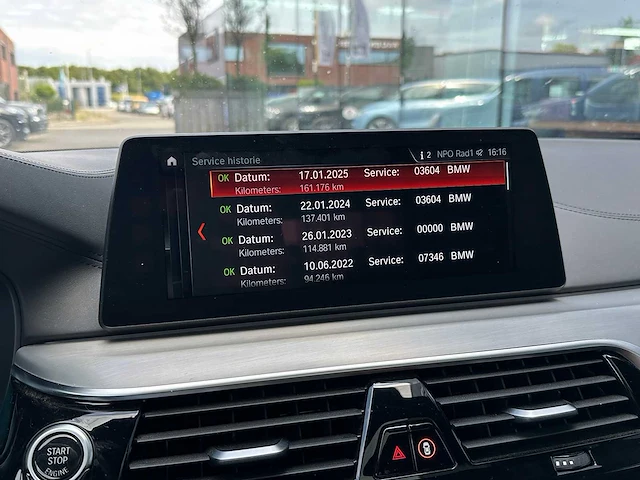 Service historie
i 2 NPO Rad1 16:16
OK Datum: 17.01.2025 Service: 03604 BMW
Kilometers: 161.176 km
OK Datum: 22.01.2024 Service: 03604 BMW
Kilometers: 137.401 km
OK Datum: 26.01.2023 Service: 00000 BMW
Kilometers: 114.881 km
OK Datum: 10.06.2022 Service: 07346 BMW
Kilometers: 94.246 km
START
STOP
ENGINE